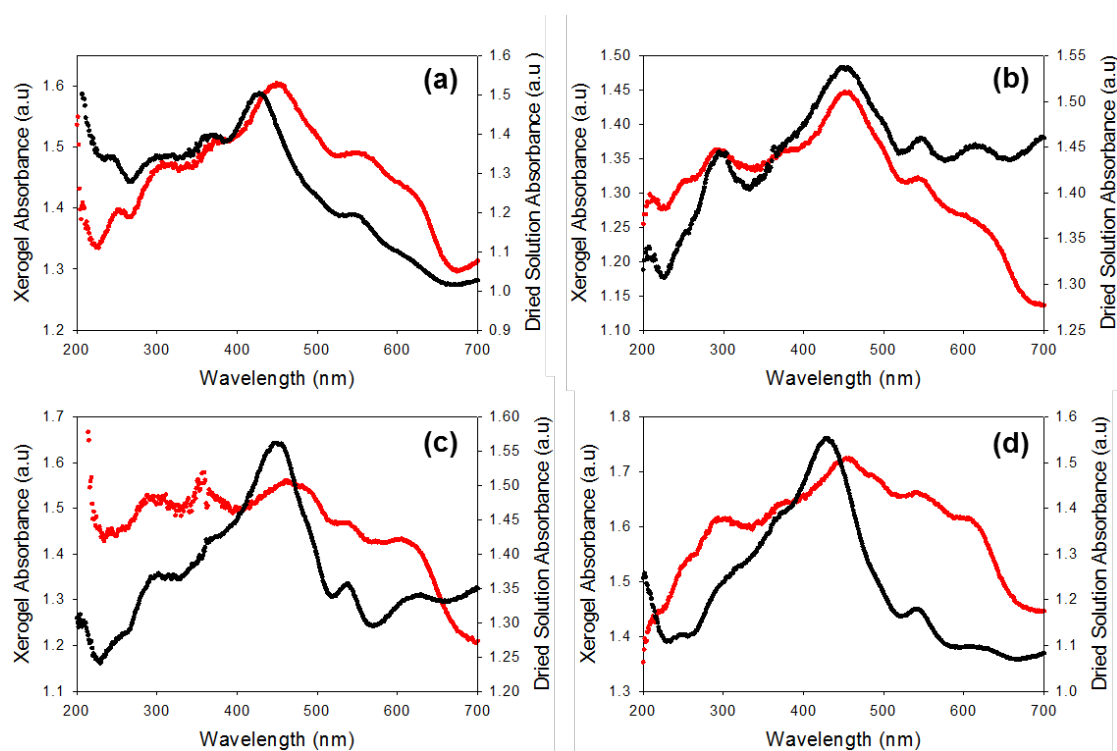 (a)
Xerogel Absorbance (a.u)
1.6
1.5
1.4
1.3
1.2
Dried Solution Absorbance (a.u )
1.6
1.5
1.4
1.3
1.2
1.1
1.0
0.9
200 300 400 500 600 700
Wavelength (nm)
(b)
Xerogel Absorbance (a.u)
1.50
1.45
1.40
1.35
1.30
1.25
1.20
1.15
1.10
Dried Solution Absorbance (a.u)
1.55
1.50
1.45
1.40
1.35
1.30
1.25
200 300 400 500 600 700
Wavelength (nm)
(c)
Xerogel Absorbance (a.u)
1.7
1.6
1.5
1.4
1.3
1.2
1.1
Dried Solution Absorbance (a.u)
1.60
1.55
1.50
1.45
1.40
1.35
1.30
1.25
1.20
200 300 400 500 600 700
Wavelength (nm)
(d)
Xerogel Absorbance (a.u)
1.8
1.7
1.6
1.5
1.4
1.3
Dried Solution Absorbance (a.u)
1.6
1.5
1.4
1.3
1.2
1.1
1.0
200 300 400 500 600 700
Wavelength (nm)